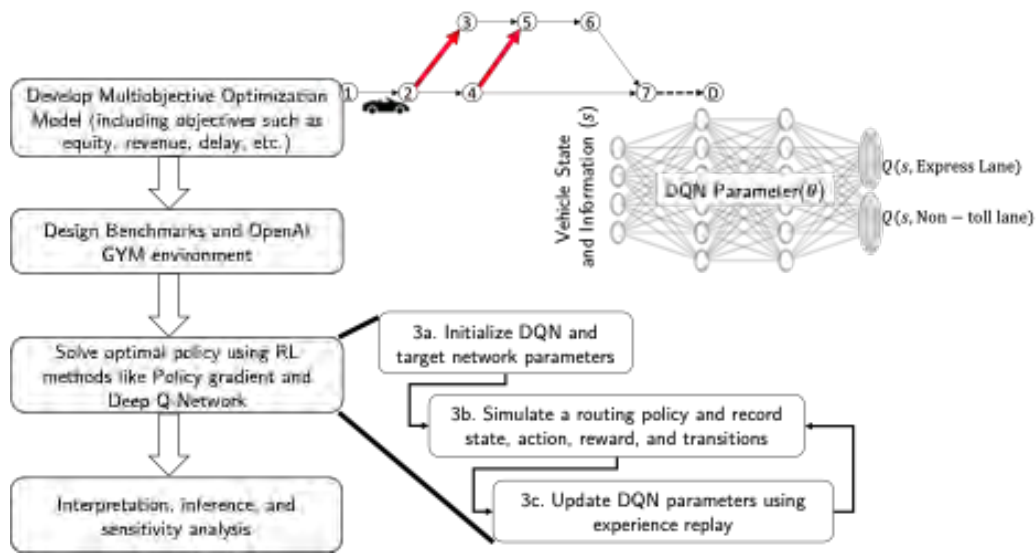 3 5 6
1 2 4 7 D
Develop Multiobjective Optimization
Model (including objectives such as
equity, revenue, delay, etc.)
Vehicle State
and Information (s)
DQN Parameter(θ)
Q(s, Express Lane)
Q(s, Non − toll lane)
Design Benchmarks and OpenAI
GYM environment
Solve optimal policy using RL
methods like Policy gradient and
Deep Q-Network
3a. Initialize DQN and
target network parameters
3b. Simulate a routing policy and record
state, action, reward, and transitions
3c. Update DQN parameters using
experience replay
Interpretation, inference, and
sensitivity analysis